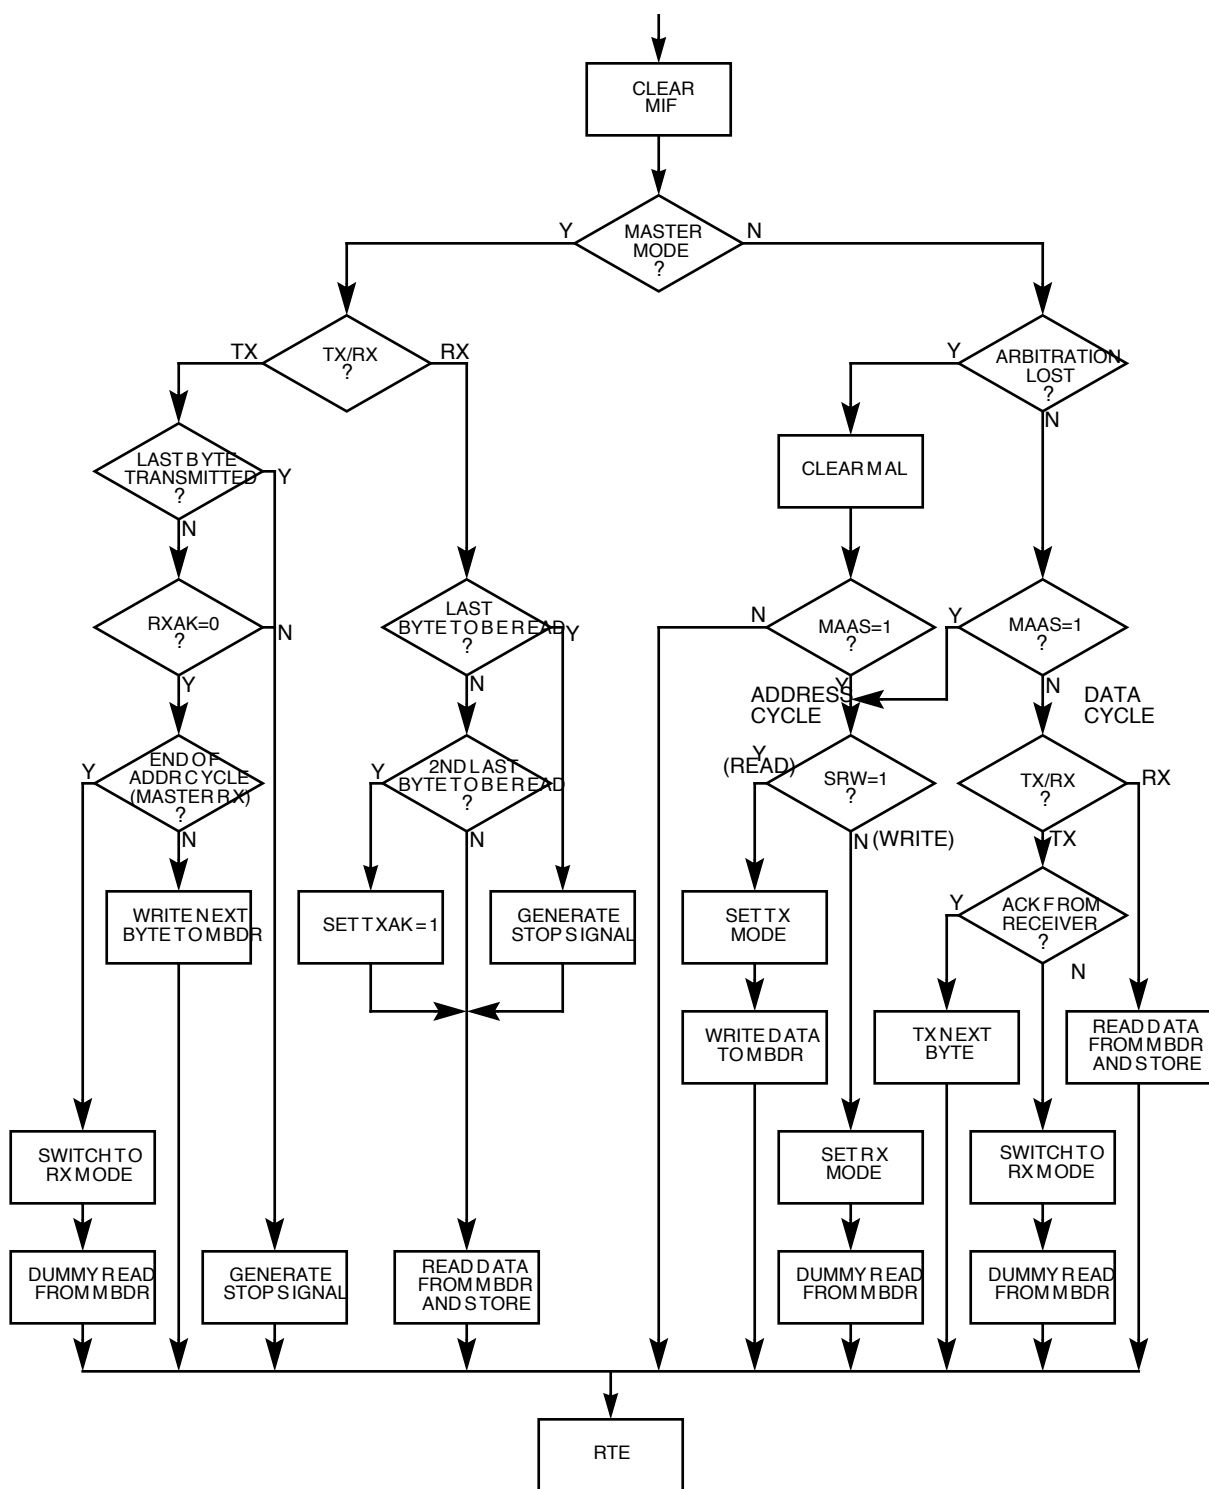 CLEAR
MIF
Y
MASTER
MODE
?
N
TX
TX/RX
?
RX
Y
ARBITRATION
LOST
?
N
LAST BYTE
TRANSMITTED
?
Y
N
CLEAR MAL
RXAK=0
?
N
Y
LAST
BYTE TO BE READ
?
Y
N
N
MAAS=1
?
Y
Y
MAAS=1
?
N
ADDRESS
CYCLE
DATA
CYCLE
Y
END OF
ADDR CYCLE
(MASTER RX)
?
N
Y
2ND LAST
BYTE TO BE READ
?
N
Y
(READ)
SRW=1
?
N (WRITE)
TX/RX
?
RX
TX
WRITE NEXT
BYTE TO MBDR
SET TXAK = 1
GENERATE
STOP SIGNAL
SET TX
MODE
Y
ACK FROM
RECEIVER
?
N
WRITE DATA
TO MBDR
TX NEXT
BYTE
READ DATA
FROM MBDR
AND STORE
SWITCH TO
RX MODE
SET RX
MODE
SWITCH TO
RX MODE
DUMMY READ
FROM MBDR
GENERATE
STOP SIGNAL
READ DATA
FROM MBDR
AND STORE
DUMMY READ
FROM MBDR
DUMMY READ
FROM MBDR
RTE